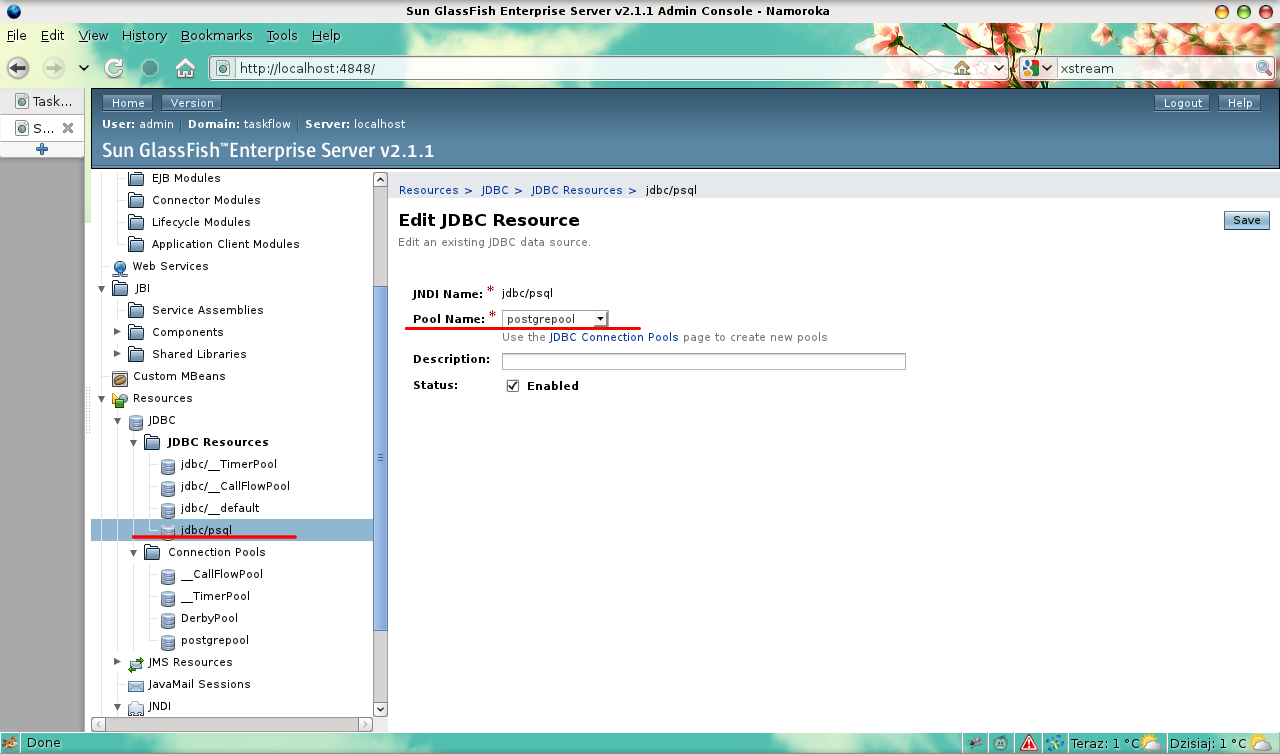 Sun GlassFish Enterprise Server v2.1.1 Admin Console - Namoroka
File Edit View History Bookmarks Tools Help
http://localhost:4848/
xstream
Task...
S...
Home Version
Logout Help
User: admin Domain: taskflow Server: localhost
Sun GlassFish™ Enterprise Server v2.1.1
EJB Modules
Connector Modules
Lifecycle Modules
Application Client Modules
Web Services
JBI
Service Assemblies
Components
Shared Libraries
Custom MBeans
Resources
JDBC
JDBC Resources
jdbc/__TimerPool
jdbc/__CallFlowPool
jdbc/__default
jdbc/psql
Connection Pools
__CallFlowPool
__TimerPool
DerbyPool
postgrepool
JMS Resources
JavaMail Sessions
JNDI
Resources > JDBC > JDBC Resources > jdbc/psql
Edit JDBC Resource
Save
Edit an existing JDBC data source.
JNDI Name: * jdbc/psql
Pool Name: * postgrepool
Use the JDBC Connection Pools page to create new pools
Description:
Status: Enabled
Done
Teraz: 1 °C
Dzisiaj: 1 °C